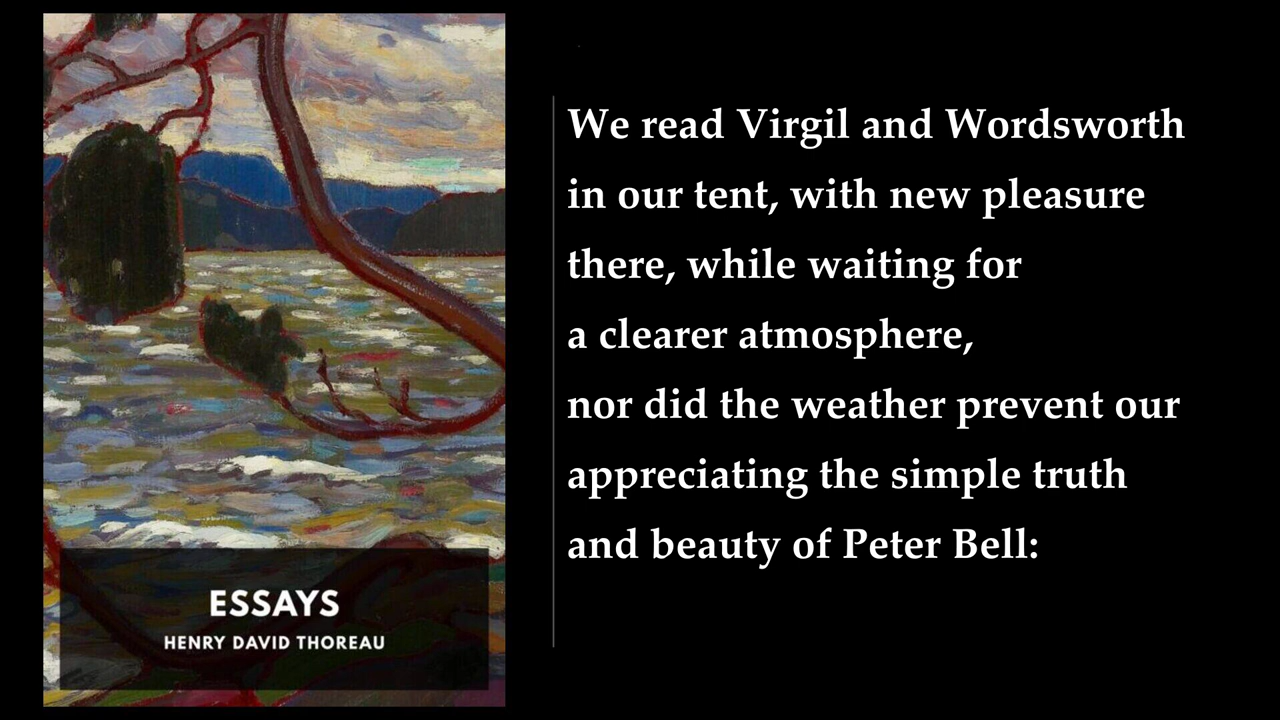 ESSAYS
HENRY DAVID THOREAU
We read Virgil and Wordsworth
in our tent, with new pleasure
there, while waiting for
a clearer atmosphere,
nor did the weather prevent our
appreciating the simple truth
and beauty of Peter Bell: